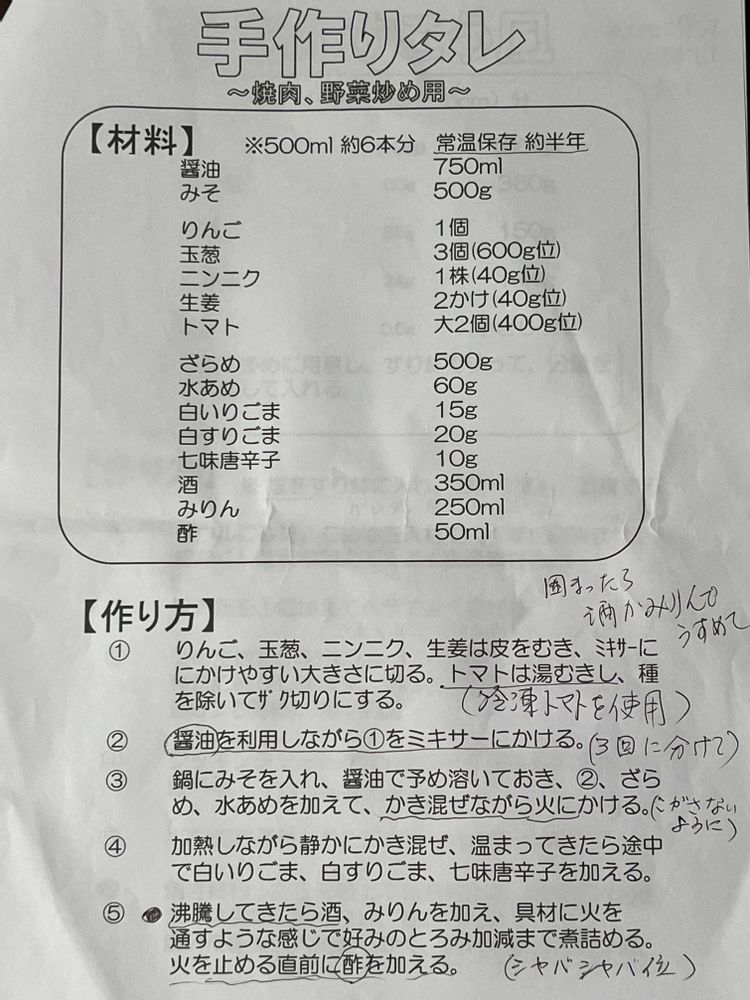 手作りタレ
～焼肉、野菜炒め用～
【材料】 ※500ml 約6本分 常温保存 約半年
醤油 750ml
みそ 500g
りんご 1個
玉葱 3個(600g位)
ニンニク 1株(40g位)
生姜 2かけ(40g位)
トマト 大2個(400g位)
ざらめ 500g
水あめ 60g
白いりごま 15g
白すりごま 20g
七味唐辛子 10g
酒 350ml
みりん 250ml
酢 50ml
固まったら
酒かみりんで
うすめて
【作り方】
① りんご、玉葱、ニンニク、生姜は皮をむき、ミキサーに
にかけやすい大きさに切る。トマトは湯むきし、種
を除いてザク切りにする。(冷凍トマトを使用)
② 醤油を利用しながら①をミキサーにかける。(3回に分けて)
③ 鍋にみそを入れ、醤油で予め溶いておき、②、ざら
め、水あめを加えて、かき混ぜながら火にかける。(こがさない
ように)
④ 加熱しながら静かにかき混ぜ、温まってきたら途中
で白いりごま、白すりごま、七味唐辛子を加える。
⑤ 沸騰してきたら酒、みりんを加え、具材に火を
通すような感じで好みのとろみ加減まで煮詰める。
火を止める直前に酢を加える。(シャバシャバ位)